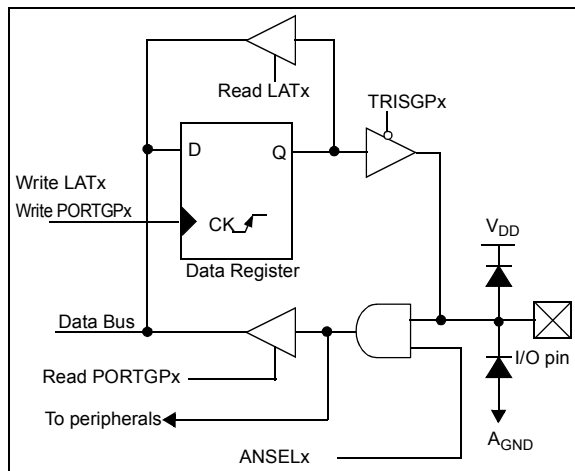 Read LATx
TRISGPx
D
Q
Write LATx
Write PORTGPx
CK
Data Register
VDD
Data Bus
I/O pin
Read PORTGPx
To peripherals
AGND
ANSELx